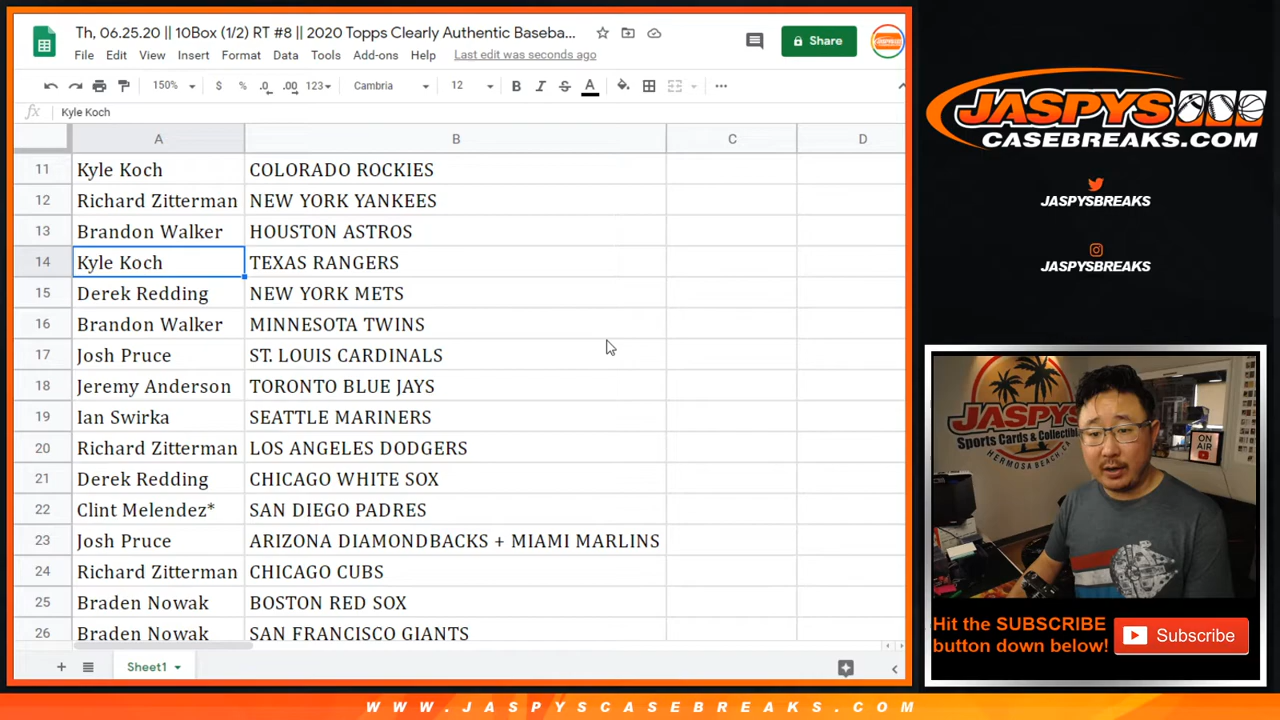 Th, 06.25.20 || 10Box (1/2) RT #8 || 2020 Topps Clearly Authentic Baseba...
File Edit View Insert Format Data Tools Add-ons Help Last edit was seconds ago
Share
150% $ % .0 .00 123 Cambria 12 B I S A
fx Kyle Koch
A B C D
11 Kyle Koch COLORADO ROCKIES
12 Richard Zitterman NEW YORK YANKEES
13 Brandon Walker HOUSTON ASTROS
14 Kyle Koch TEXAS RANGERS
15 Derek Redding NEW YORK METS
16 Brandon Walker MINNESOTA TWINS
17 Josh Pruce ST. LOUIS CARDINALS
18 Jeremy Anderson TORONTO BLUE JAYS
19 Ian Swirka SEATTLE MARINERS
20 Richard Zitterman LOS ANGELES DODGERS
21 Derek Redding CHICAGO WHITE SOX
22 Clint Melendez* SAN DIEGO PADRES
23 Josh Pruce ARIZONA DIAMONDBACKS + MIAMI MARLINS
24 Richard Zitterman CHICAGO CUBS
25 Braden Nowak BOSTON RED SOX
26 Braden Nowak SAN FRANCISCO GIANTS
Sheet1
JASPYS
CASEBREAKS.COM
JASPYSBREAKS
JASPYSBREAKS
JASPYS
Sports Cards & Collectibl
HERMOSA BEACH, CA
ON
AIR
Hit the SUBSCRIBE
button down below!
Subscribe
WWW.JASPYSCASEBREAKS.COM